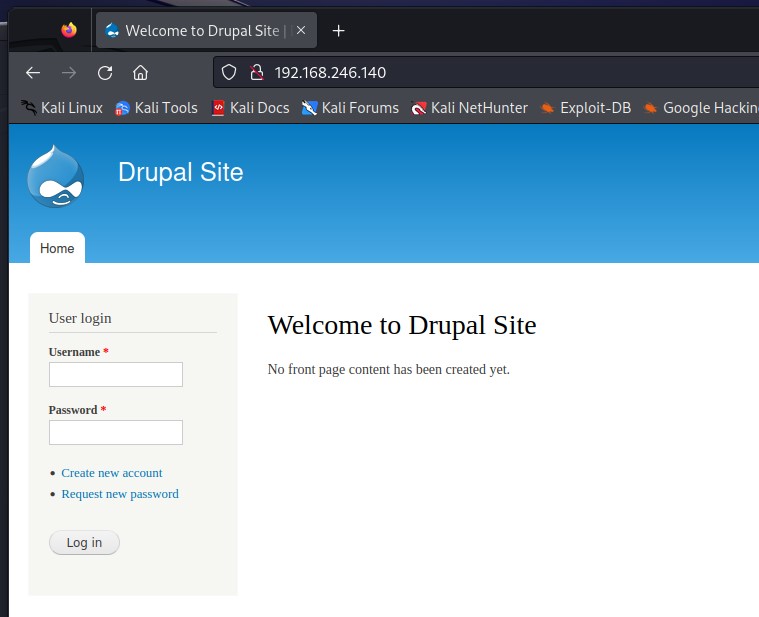 Welcome to Drupal Site |
192.168.246.140
Kali Linux Kali Tools Kali Docs Kali Forums Kali NetHunter Exploit-DB Google Hackin
Drupal Site
Home
User login
Username *
Password *
Create new account
Request new password
Log in
Welcome to Drupal Site
No front page content has been created yet.